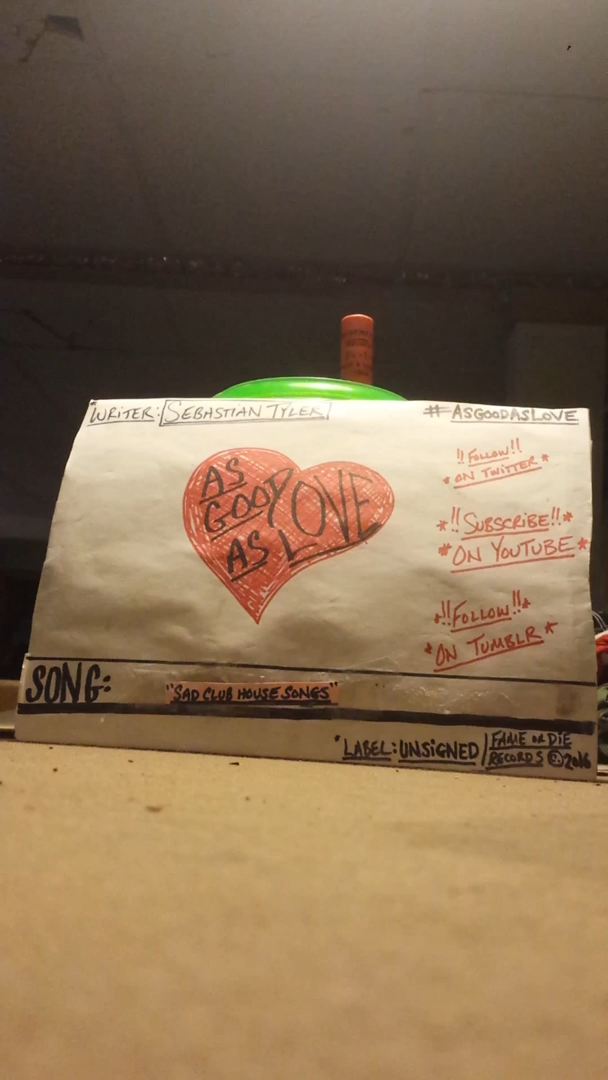 *WRITER: SEBASTIAN TYLER
#ASGOODASLOVE
AS
GOOD
AS LOVE
!!FOLLOW!!
*ON TWITTER*
*!!SUBSCRIBE!!*
*ON YOUTUBE*
*!!FOLLOW!!*
*ON TUMBLR*
SONG:
"SAD CLUB HOUSE SONGS"
*LABEL: UNSIGNED / FAME OR DIE
RECORDS © 2016